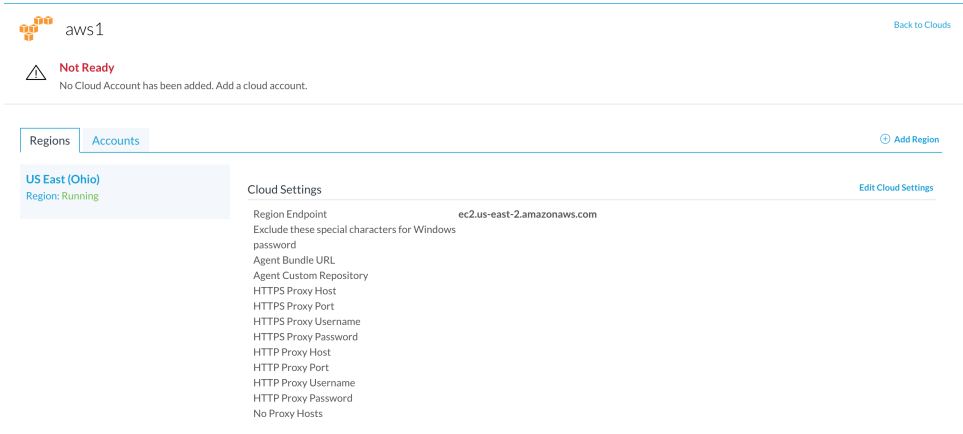 aws1
Back to Clouds
Not Ready
No Cloud Account has been added. Add a cloud account.
Regions
Accounts
Add Region
US East (Ohio)
Region: Running
Cloud Settings
Edit Cloud Settings
Region Endpoint ec2.us-east-2.amazonaws.com
Exclude these special characters for Windows
password
Agent Bundle URL
Agent Custom Repository
HTTPS Proxy Host
HTTPS Proxy Port
HTTPS Proxy Username
HTTPS Proxy Password
HTTP Proxy Host
HTTP Proxy Port
HTTP Proxy Username
HTTP Proxy Password
No Proxy Hosts